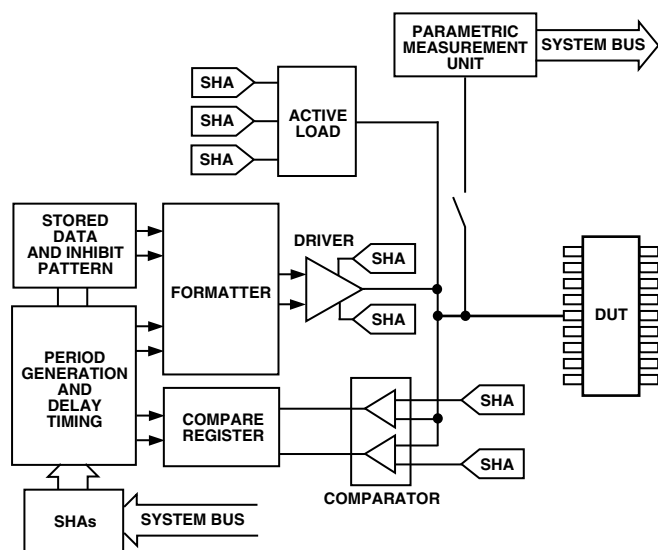 PARAMETRIC
MEASUREMENT
UNIT
SYSTEM BUS
SHA
SHA
SHA
ACTIVE
LOAD
STORED
DATA
AND INHIBIT
PATTERN
FORMATTER
DRIVER
SHA
SHA
DUT
PERIOD
GENERATION
AND
DELAY
TIMING
COMPARE
REGISTER
SHA
SHA
COMPARATOR
SHAs
SYSTEM BUS